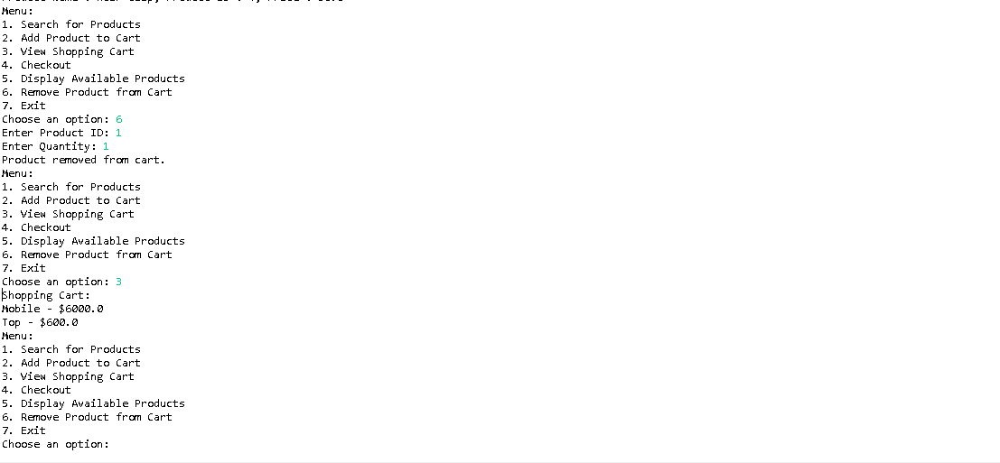 Menu:
1. Search for Products
2. Add Product to Cart
3. View Shopping Cart
4. Checkout
5. Display Available Products
6. Remove Product from Cart
7. Exit
Choose an option: 6
Enter Product ID: 1
Enter Quantity: 1
Product removed from cart.
Menu:
1. Search for Products
2. Add Product to Cart
3. View Shopping Cart
4. Checkout
5. Display Available Products
6. Remove Product from Cart
7. Exit
Choose an option: 3
Shopping Cart:
Mobile - $6000.0
Top - $600.0
Menu:
1. Search for Products
2. Add Product to Cart
3. View Shopping Cart
4. Checkout
5. Display Available Products
6. Remove Product from Cart
7. Exit
Choose an option: